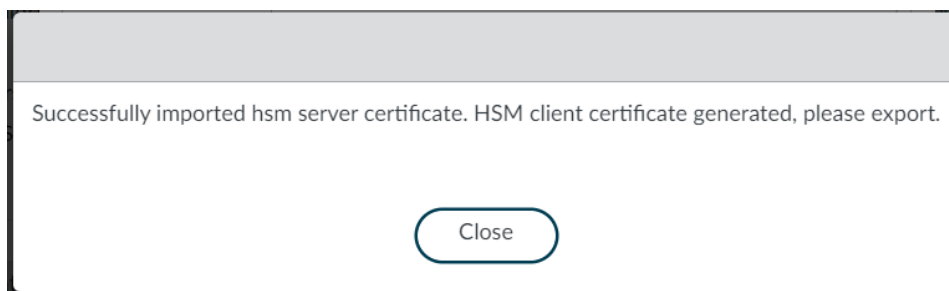 Successfully imported hsm server certificate. HSM client certificate generated, please export.
Close